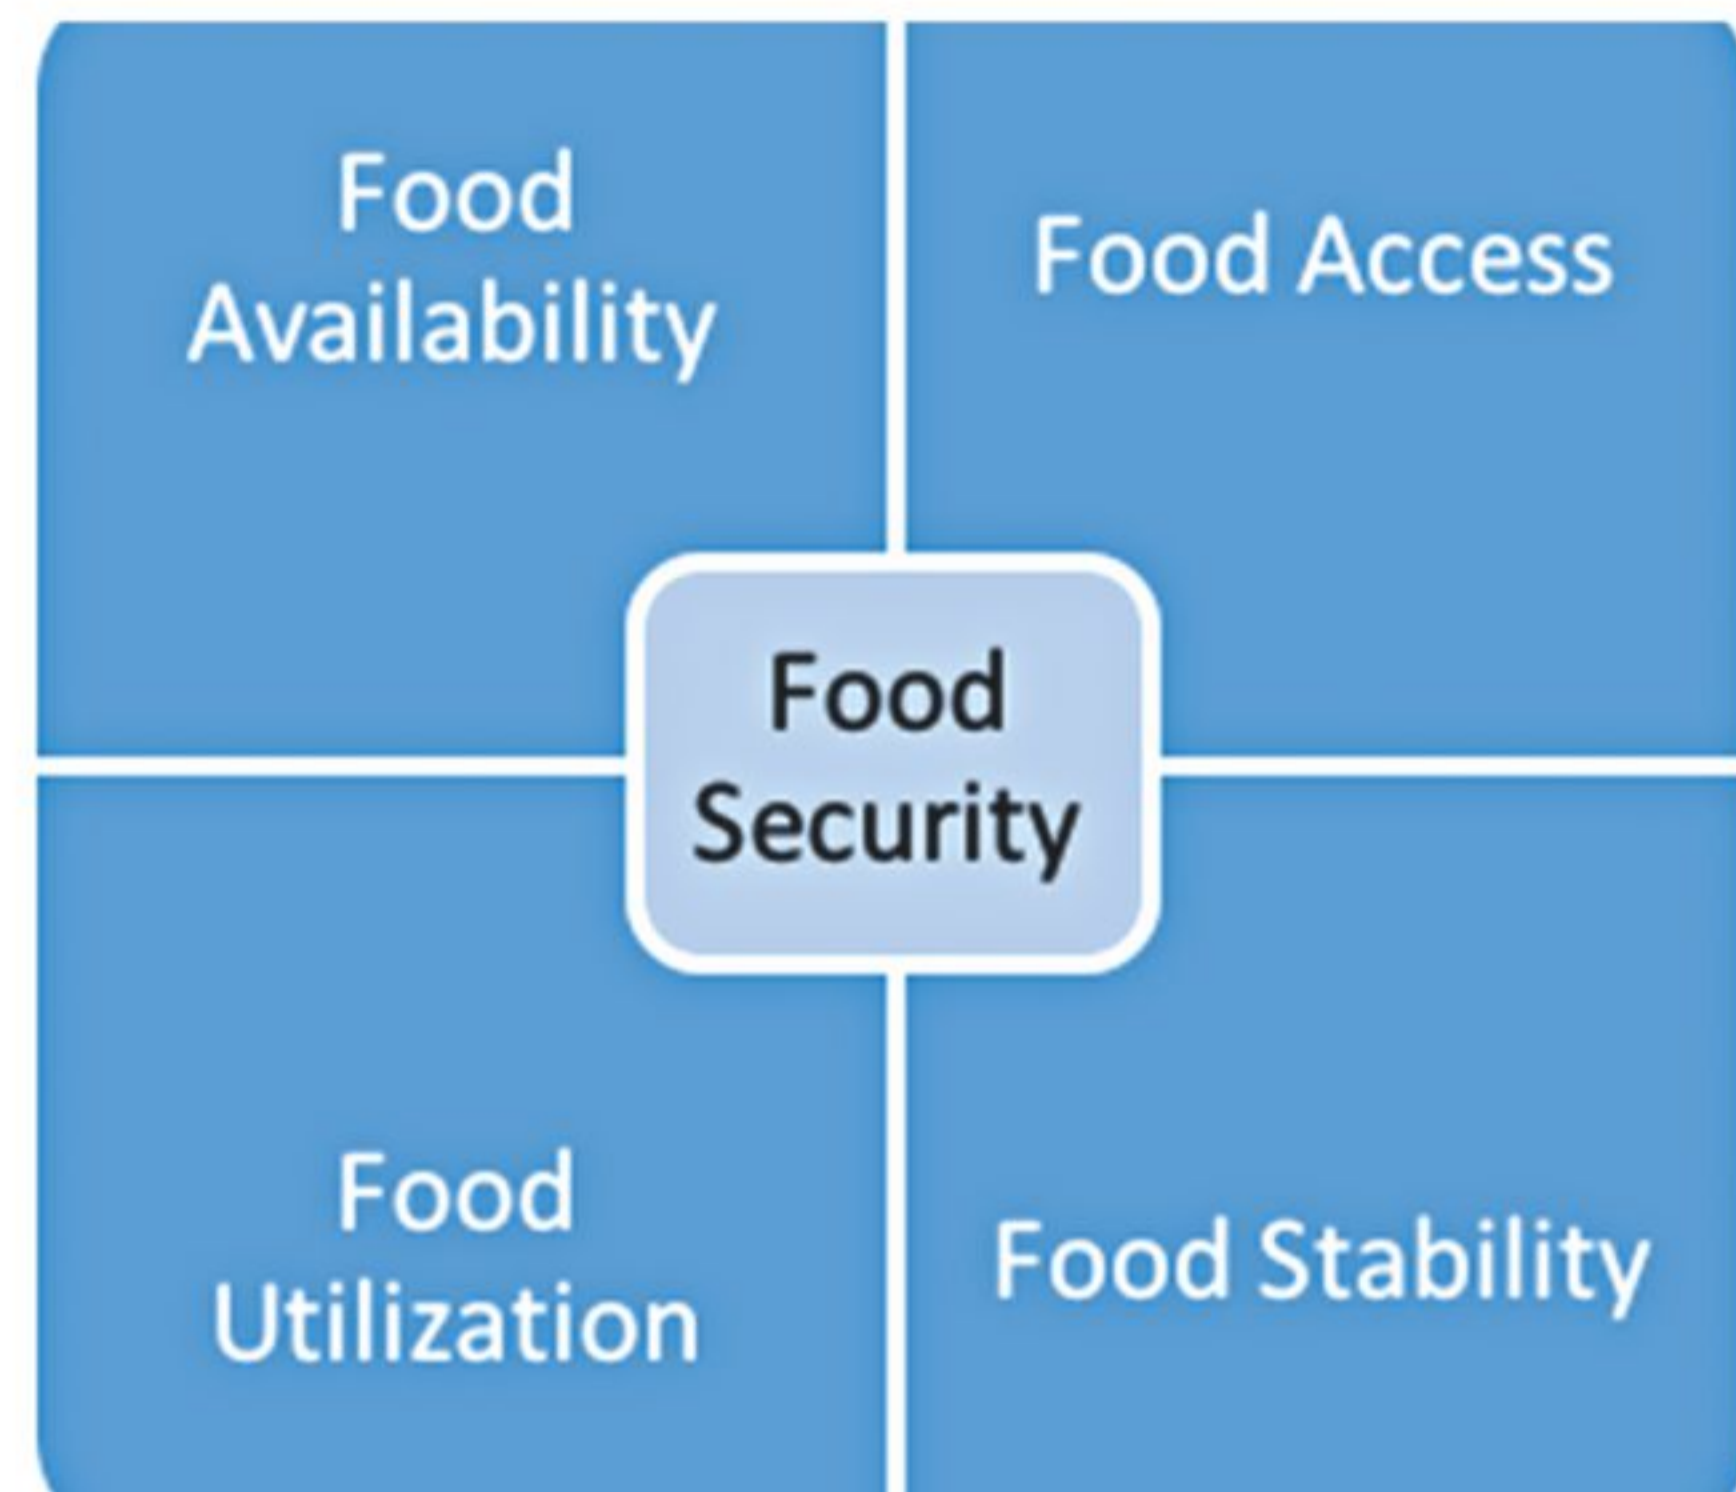 Food
Availability
Food Access
Food
Security
Food
Utilization
Food Stability